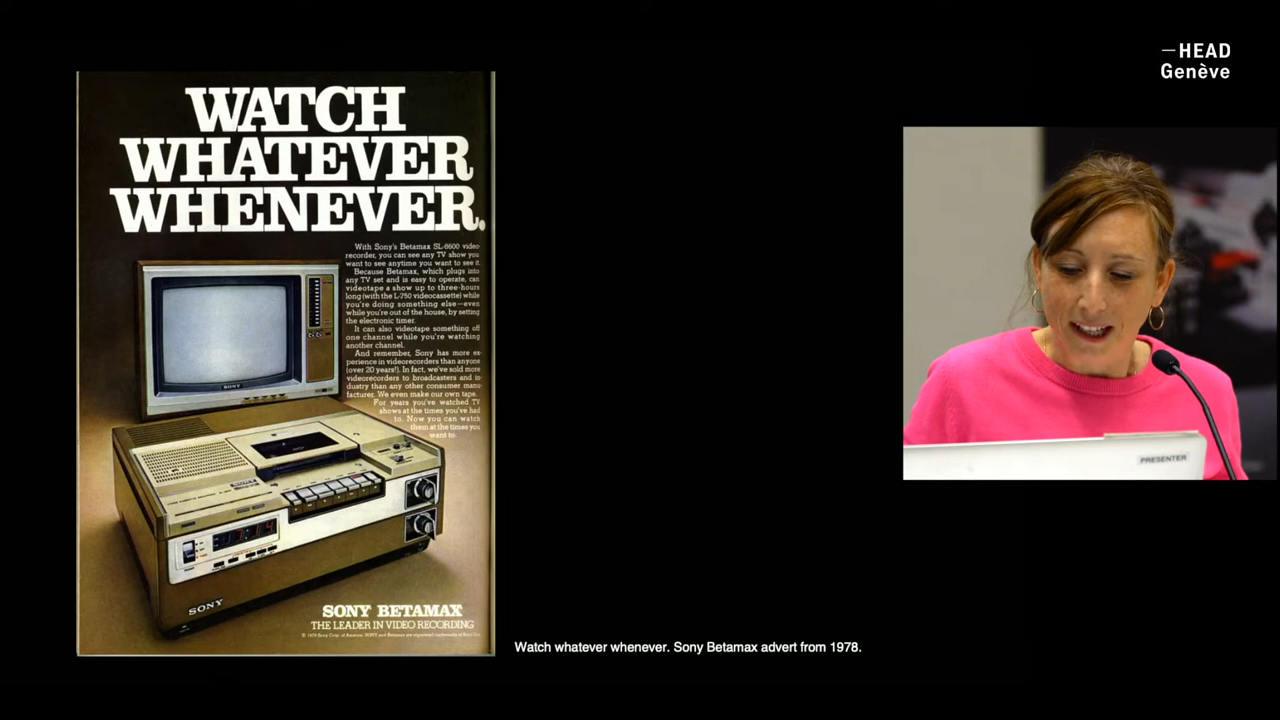 —HEAD
Genève
WATCH
WHATEVER
WHENEVER.
With Sony's Betamax SL-8600 video-
recorder, you can see any TV show you
want to see anytime you want to see it.
Because Betamax, which plugs into
any TV set and is easy to operate, can
videotape a show up to three-hours
long (with the L-750 videocassette) while
you're doing something else—even
while you're out of the house, by setting
the electronic timer.
It can also videotape something off
one channel while you're watching
another channel.
And remember, Sony has more ex-
perience in videorecorders than anyone
(over 20 years!). In fact, we've sold more
videorecorders to broadcasters and in-
dustry than any other consumer manu-
facturer. We even make our own tape.
For years you've watched TV
shows at the times you've had
to. Now you can watch
them at the times you
want to.
SONY
SONY
SONY
SONY BETAMAX
THE LEADER IN VIDEO RECORDING
PRESENTER
Watch whatever whenever. Sony Betamax advert from 1978.